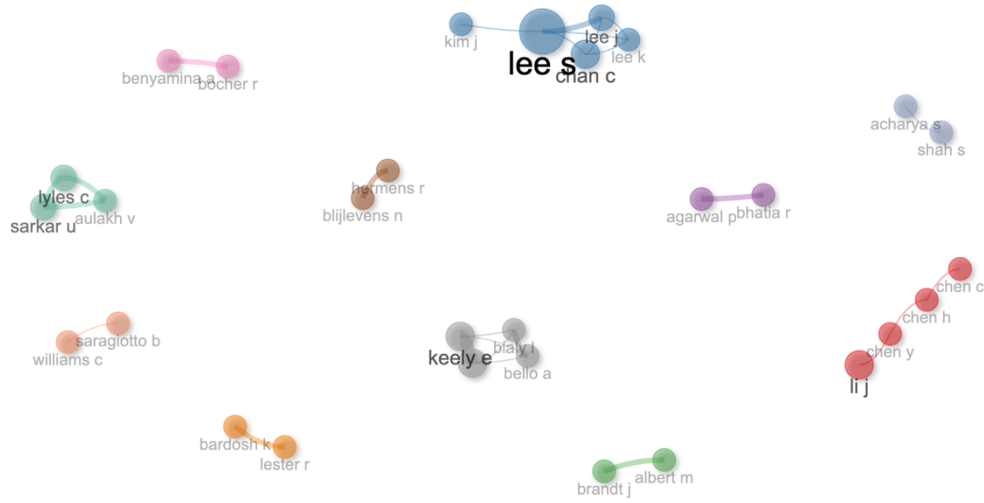 kim j
lee j
lee k
lee s
chan c
benyamina a
bocher r
acharya s
shah s
lyles c
aulakh v
sarkar u
hermens r
blijlevens n
agarwal p
bhatia r
chen c
chen h
chen y
li j
saragiotto b
williams c
bialy l
keely e
bello a
bardosh k
lester r
albert m
brandt j